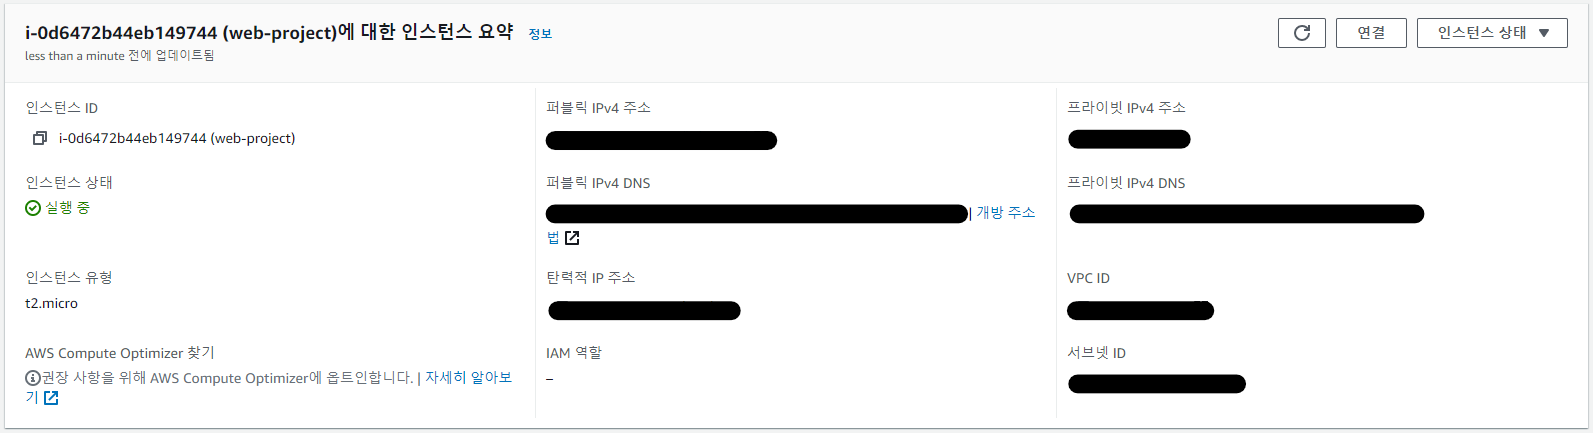 i-0d6472b44eb149744 (web-project)에 대한 인스턴스 요약 정보
less than a minute 전에 업데이트됨
연결
인스턴스 상태 ▼
인스턴스 ID
i-0d6472b44eb149744 (web-project)
인스턴스 상태
실행 중
인스턴스 유형
t2.micro
AWS Compute Optimizer 찾기
권장 사항을 위해 AWS Compute Optimizer에 옵트인합니다. | 자세히 알아보
기
퍼블릭 IPv4 주소
퍼블릭 IPv4 DNS
| 개방 주소
법
탄력적 IP 주소
IAM 역할
–
프라이빗 IPv4 주소
프라이빗 IPv4 DNS
VPC ID
서브넷 ID